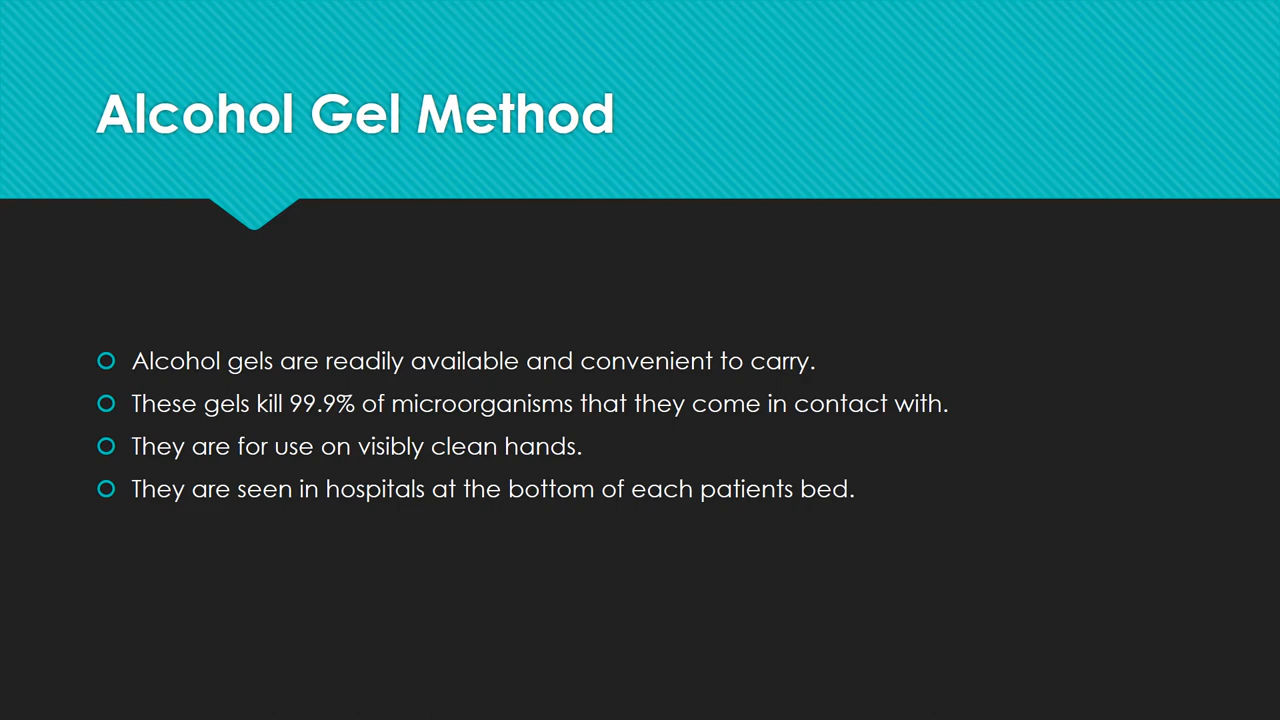 Alcohol Gel Method
Alcohol gels are readily available and convenient to carry.
These gels kill 99.9% of microorganisms that they come in contact with.
They are for use on visibly clean hands.
They are seen in hospitals at the bottom of each patients bed.